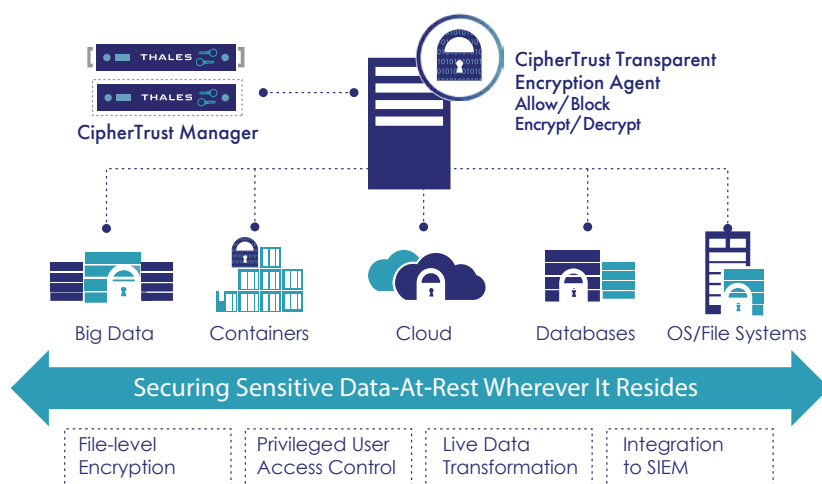 THALES
THALES
CipherTrust Manager
CipherTrust Transparent
Encryption Agent
Allow/Block
Encrypt/Decrypt
Big Data
Containers
Cloud
Databases
OS/File Systems
Securing Sensitive Data-At-Rest Wherever It Resides
File-level
Encryption
Privileged User
Access Control
Live Data
Transformation
Integration
to SIEM